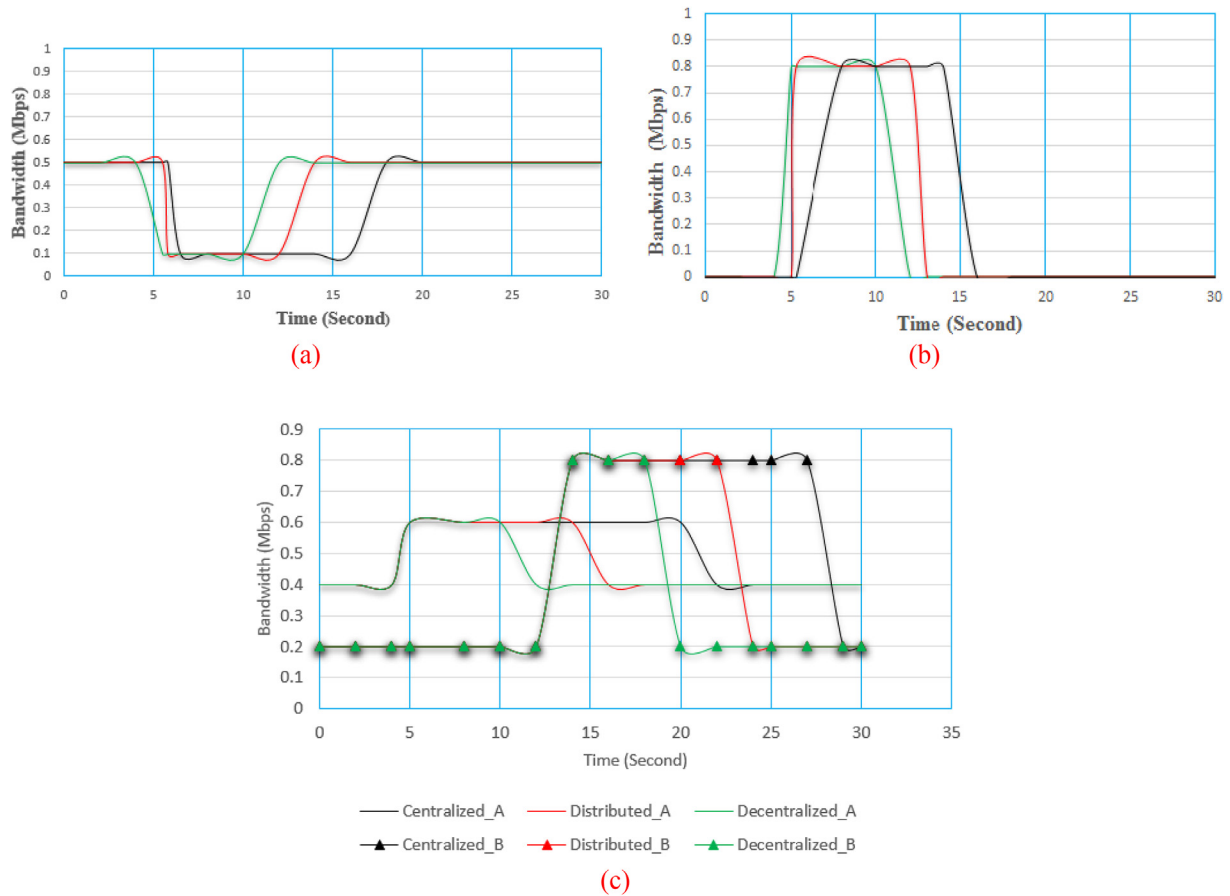 (a)
1
0.9
0.8
0.7
0.6
0.5
0.4
0.3
0.2
0.1
0
Bandwidth (Mbps)
0 5 10 15 20 25 30
Time (Second)
(b)
1
0.9
0.8
0.7
0.6
0.5
0.4
0.3
0.2
0.1
0
Bandwidth (Mbps)
0 5 10 15 20 25 30
Time (Second)
0.9
0.8
0.7
0.6
0.5
0.4
0.3
0.2
0.1
0
Bandwidth (Mbps)
0 5 10 15 20 25 30 35
Time (Second)
Centralized_A Distributed_A Decentralized_A
Centralized_B Distributed_B Decentralized_B
(c)